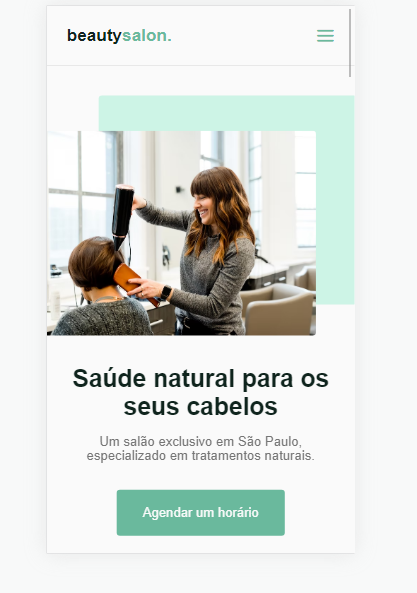 beautysalon.
Saúde natural para os
seus cabelos
Um salão exclusivo em São Paulo,
especializado em tratamentos naturais.
Agendar um horário